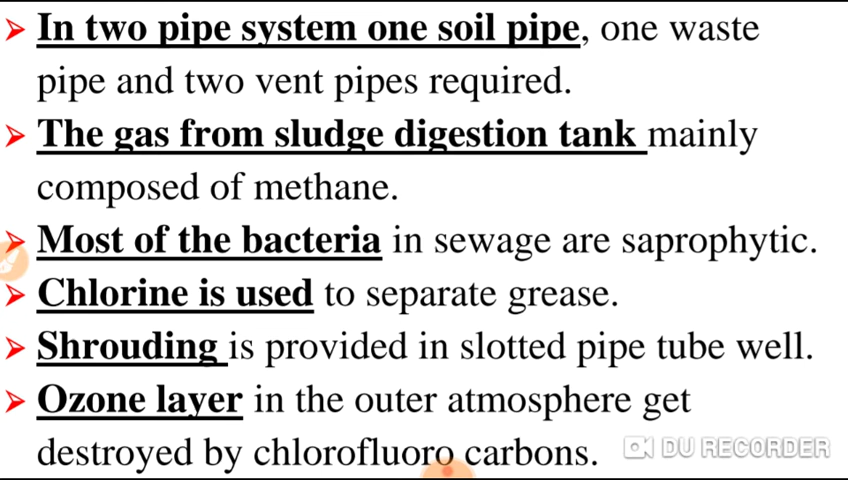 ➢ In two pipe system one soil pipe, one waste
pipe and two vent pipes required.
➢ The gas from sludge digestion tank mainly
composed of methane.
➢ Most of the bacteria in sewage are saprophytic.
➢ Chlorine is used to separate grease.
➢ Shrouding is provided in slotted pipe tube well.
➢ Ozone layer in the outer atmosphere get
destroyed by chlorofluoro carbons.
DU RECORDER